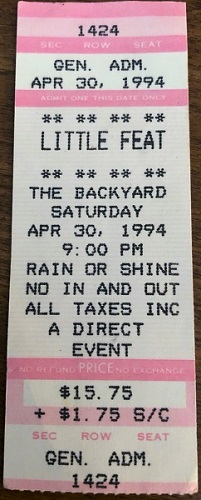 1424
SEC ROW SEAT
GEN. ADM.
APR 30, 1994
ADMIT ONE THIS DATE ONLY
** ** ** **
LITTLE FEAT
** ** ** **
THE BACKYARD
SATURDAY
APR 30, 1994
9:00 PM
RAIN OR SHINE
NO IN AND OUT
ALL TAXES INC
A DIRECT
EVENT
NO REFUND PRICE NO EXCHANGE
$15.75
+ $1.75 S/C
SEC ROW SEAT
GEN. ADM.
1424